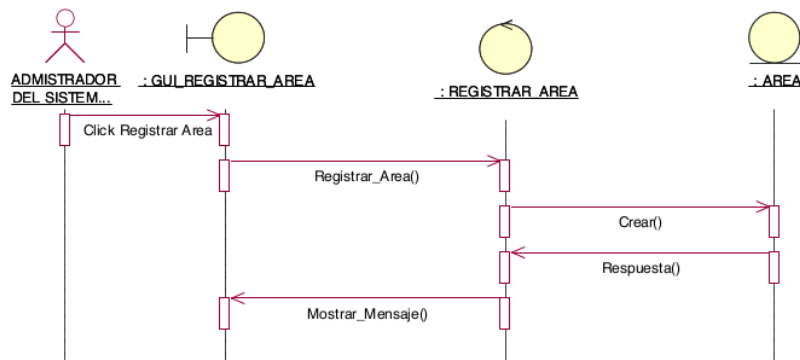 ADMISTRADOR
DEL SISTEM...
: GUI_REGISTRAR_AREA
: REGISTRAR_AREA
: AREA
Click Registrar Area
Registrar_Area()
Crear()
Respuesta()
Mostrar_Mensaje()